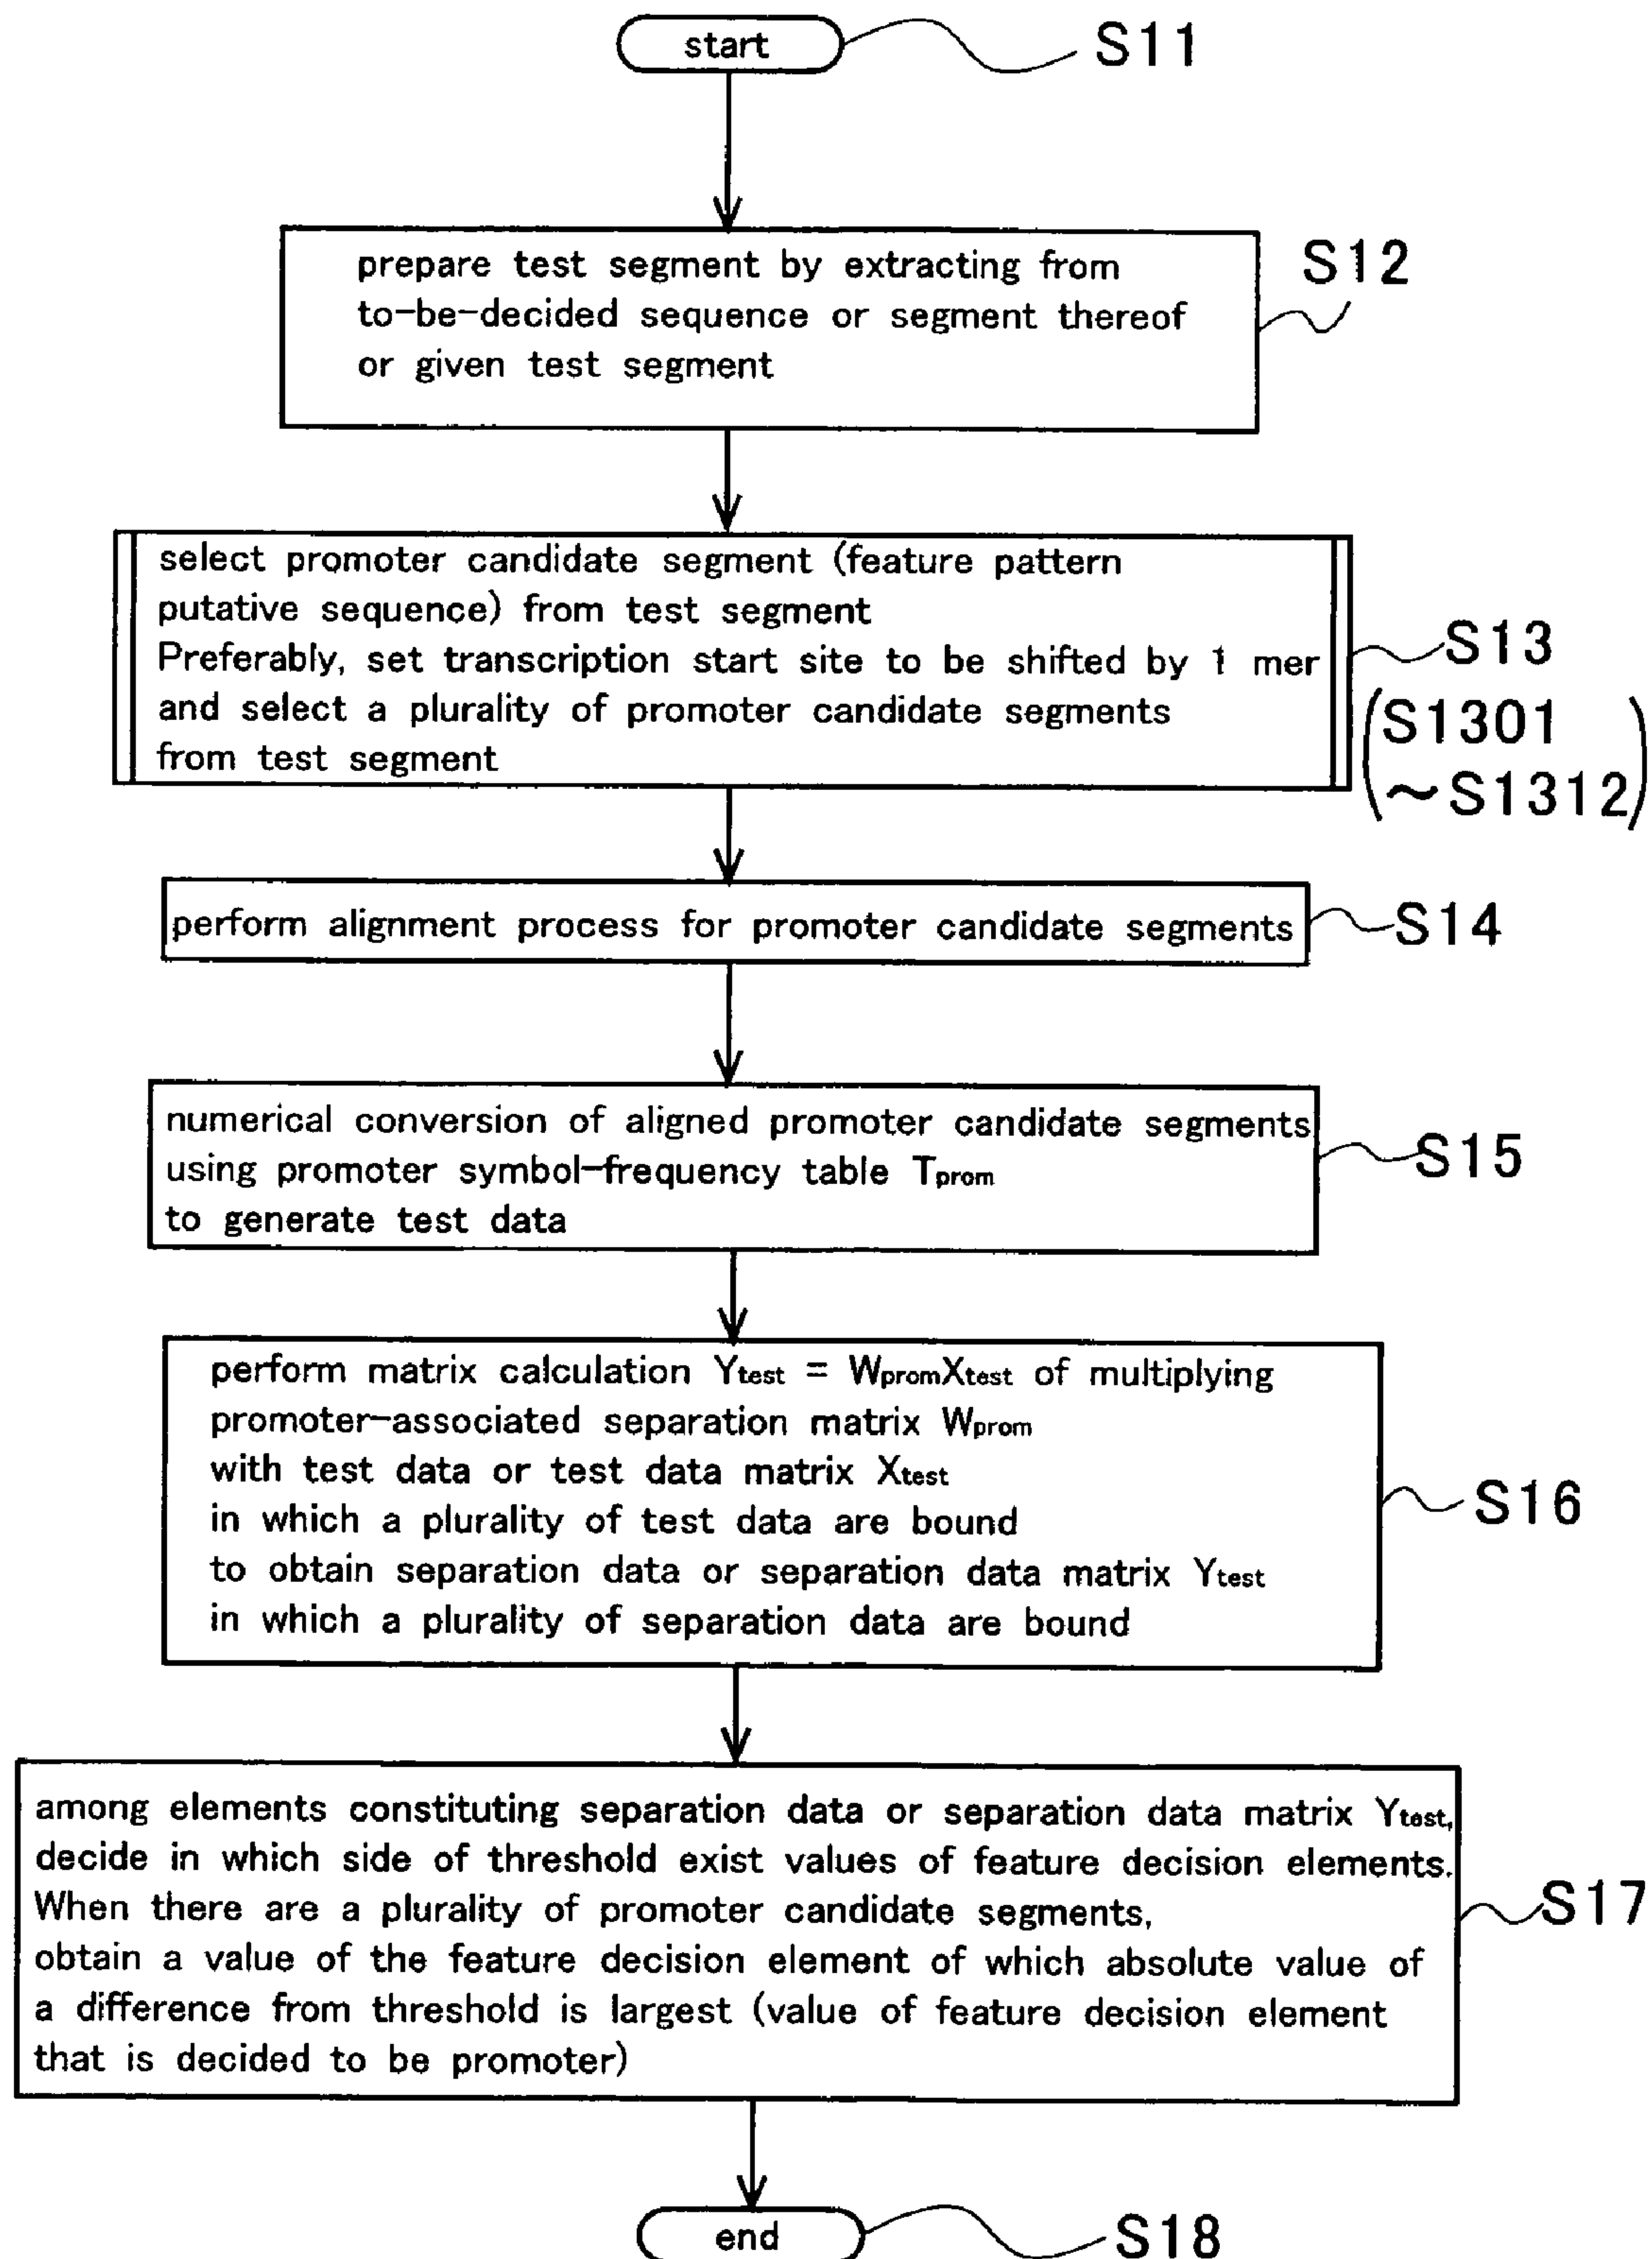 start
S11
prepare test segment by extracting from
to-be-decided sequence or segment thereof
or given test segment
S12
select promoter candidate segment (feature pattern
putative sequence) from test segment
Preferably, set transcription start site to be shifted by 1 mer
and select a plurality of promoter candidate segments
from test segment
S13
(S1301
~S1312)
perform alignment process for promoter candidate segments
S14
numerical conversion of aligned promoter candidate segments
using promoter symbol-frequency table Tprom
to generate test data
S15
perform matrix calculation Ytest = WpromXtest of multiplying
promoter-associated separation matrix Wprom
with test data or test data matrix Xtest
in which a plurality of test data are bound
to obtain separation data or separation data matrix Ytest
in which a plurality of separation data are bound
S16
among elements constituting separation data or separation data matrix Ytest,
decide in which side of threshold exist values of feature decision elements.
When there are a plurality of promoter candidate segments,
obtain a value of the feature decision element of which absolute value of
a difference from threshold is largest (value of feature decision element
that is decided to be promoter)
S17
end
S18